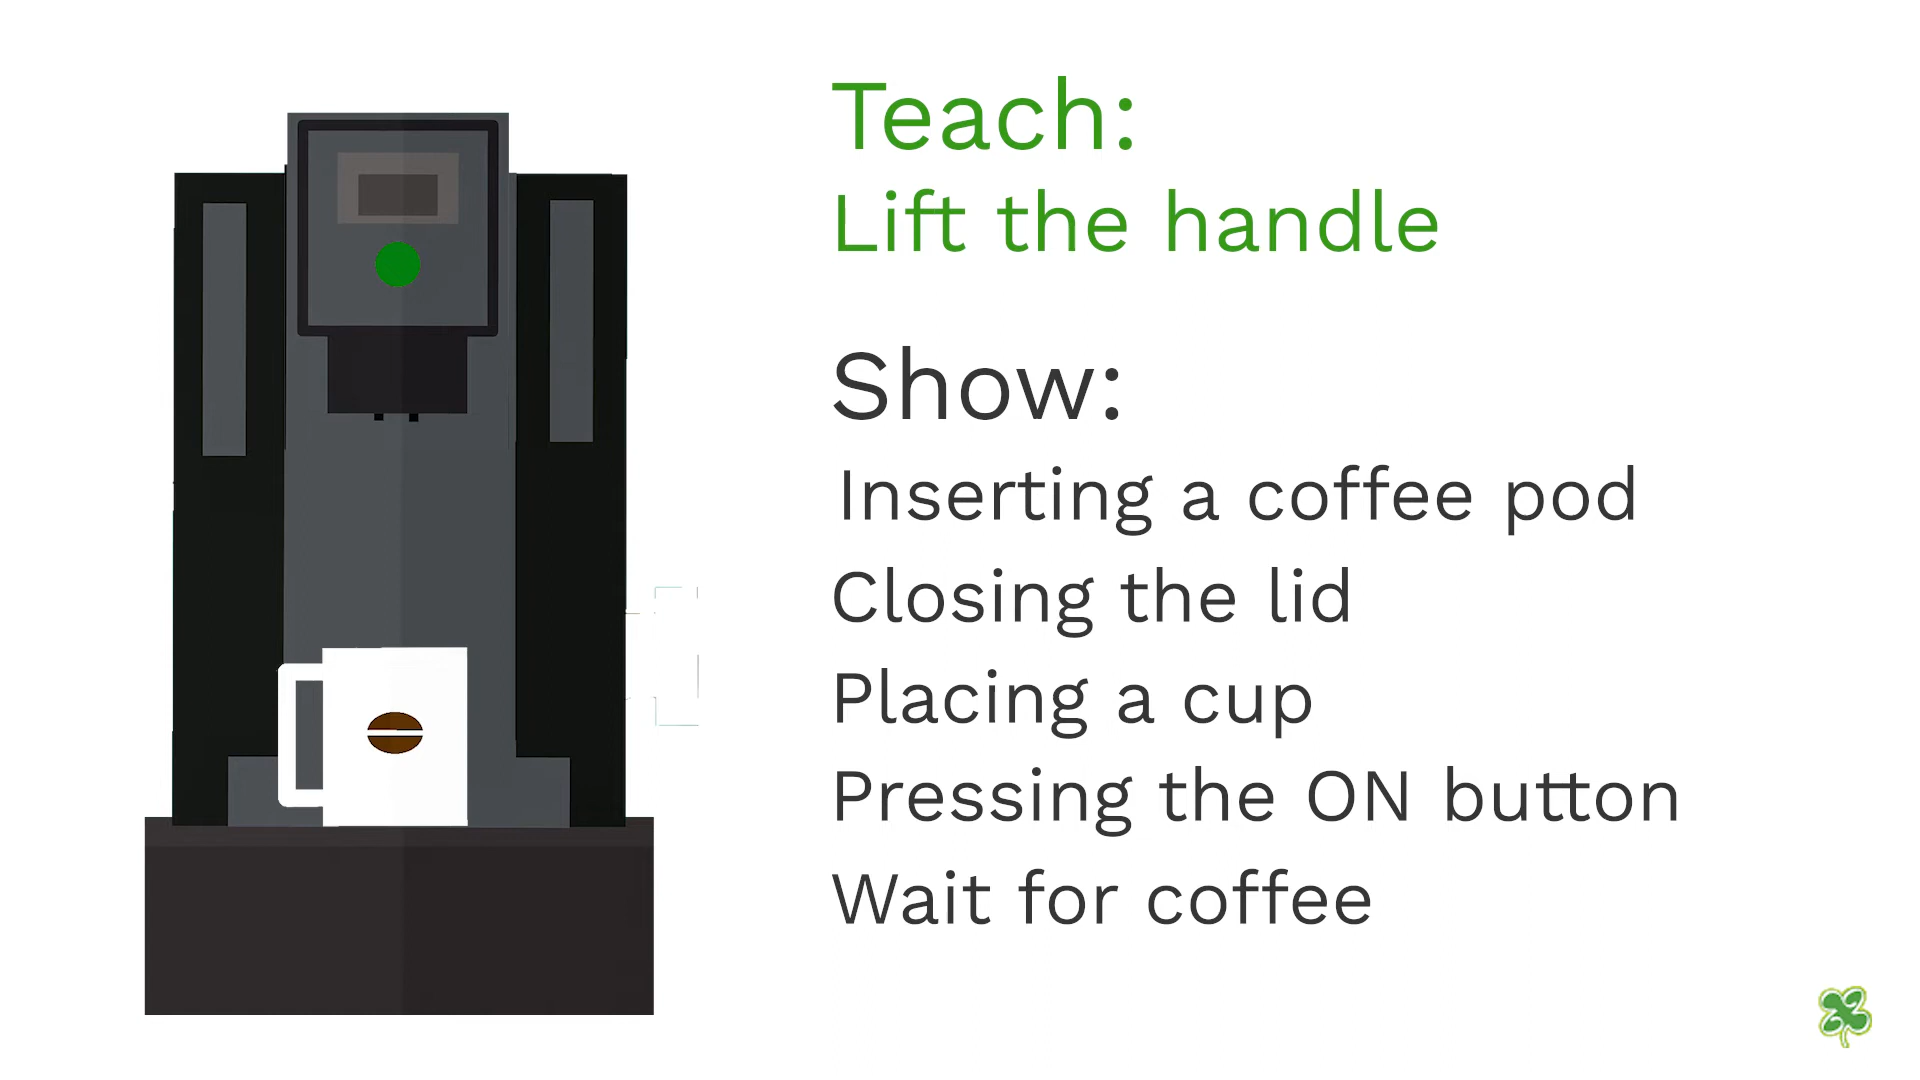 Teach:
Lift the handle
Show:
Inserting a coffee pod
Closing the lid
Placing a cup
Pressing the ON button
Wait for coffee